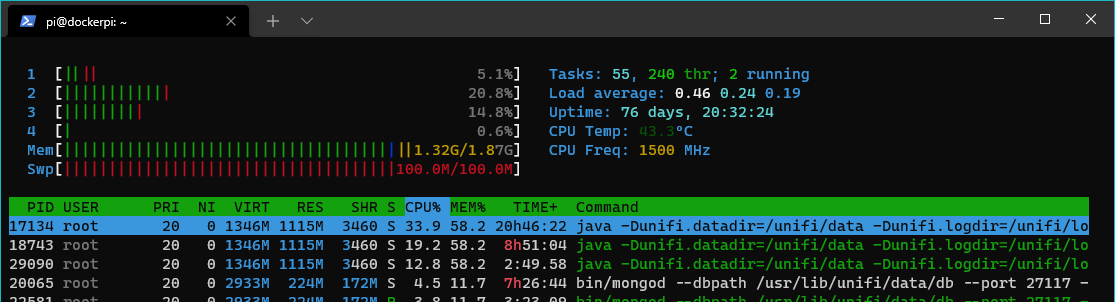 pi@dockerpi: ~
1 [|| || 5.1%] Tasks: 55, 240 thr; 2 running
2 [||||||||||||| 20.8%] Load average: 0.46 0.24 0.19
3 [||||||||| 14.8%] Uptime: 76 days, 20:32:24
4 [| 0.6%] CPU Temp: 43.3°C
Mem[|||||||||||||||||||||||||||||||||||||||1.32G/1.87G] CPU Freq: 1500 MHz
Swp[|||||||||||||||||||||||||||||||||||||100.0M/100.0M]
PID USER PRI NI VIRT RES SHR S CPU% MEM% TIME+ Command
17134 root 20 0 1346M 1115M 3460 S 33.9 58.2 20h46:22 java -Dunifi.datadir=/unifi/data -Dunifi.logdir=/unifi/lo
18743 root 20 0 1346M 1115M 3460 S 19.2 58.2 8h51:04 java -Dunifi.datadir=/unifi/data -Dunifi.logdir=/unifi/lo
29090 root 20 0 1346M 1115M 3460 S 12.8 58.2 2:49.58 java -Dunifi.datadir=/unifi/data -Dunifi.logdir=/unifi/lo
20065 root 20 0 2933M 224M 172M S 4.5 11.7 7h26:44 bin/mongod --dbpath /usr/lib/unifi/data/db --port 27117 -
22581 root 20 0 2933M 224M 172M R 3.8 11.7 3:23.09 bin/mongod --dbpath /usr/lib/unifi/data/db --port 27117 -